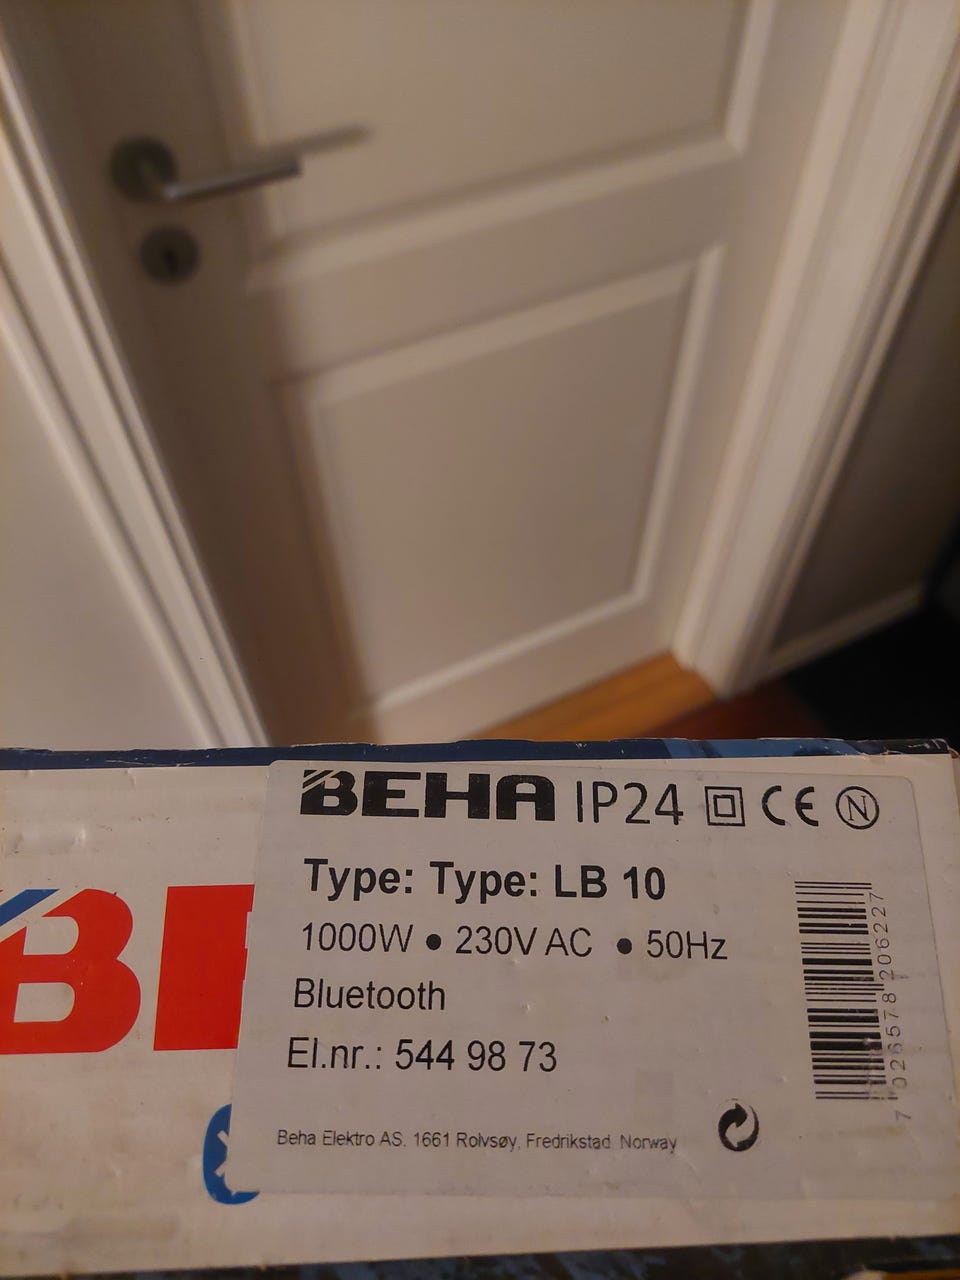 BEHA IP24 CE N
Type: Type: LB 10
1000W • 230V AC • 50Hz
Bluetooth
El.nr.: 544 98 73
Beha Elektro AS. 1661 Rolvsøy, Fredrikstad Norway
7 026578 206227
BE